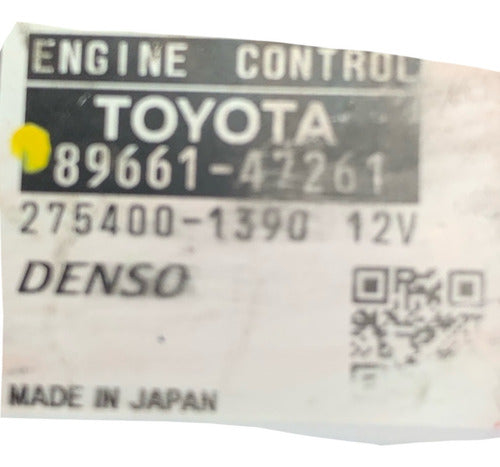 ENGINE CONTROL
TOYOTA
89661-47261
275400-1390 12V
DENSO
MADE IN JAPAN